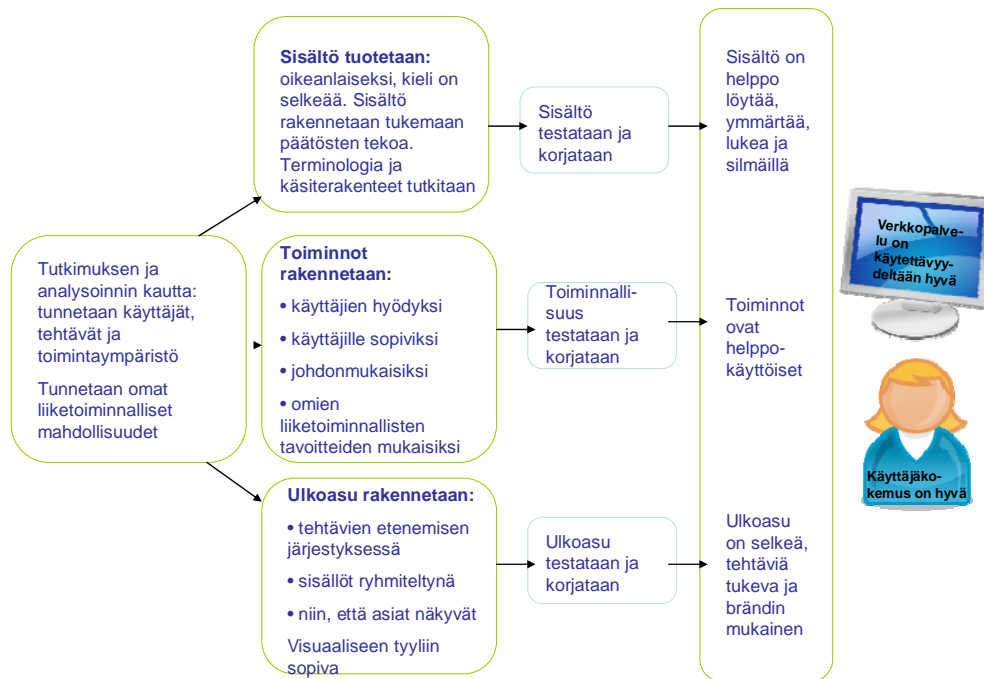 Tutkimuksen ja
analysoinnin kautta:
tunnetaan käyttäjät,
tehtävät ja
toimintaympäristö
Tunnetaan omat
liiketoiminnalliset
mahdollisuudet
Sisältö tuotetaan:
oikeanlaiseksi, kieli on
selkeää. Sisältö
rakennetaan tukemaan
päätösten tekoa.
Terminologia ja
käsiterakenteet tutkitaan
Sisältö
testataan ja
korjataan
Sisältö on
helppo
löytää,
ymmärtää,
lukea ja
silmäillä
Toiminnot
rakennetaan:
• käyttäjien hyödyksi
• käyttäjille sopiviksi
• johdonmukaisiksi
• omien
liiketoiminnallisten
tavoitteiden mukaisiksi
Toiminnalli-
suus
testataan ja
korjataan
Toiminnot
ovat
helppo-
käyttöiset
Ulkoasu rakennetaan:
• tehtävien etenemisen
järjestyksessä
• sisällöt ryhmiteltynä
• niin, että asiat näkyvät
Visuaaliseen tyyliin
sopiva
Ulkoasu
testataan ja
korjataan
Ulkoasu
on selkeä,
tehtäviä
tukeva ja
brändin
mukainen
Verkkopalve-
lu on
käytettävyy-
deltään hyvä
Käyttäjäko-
kemus on hyvä